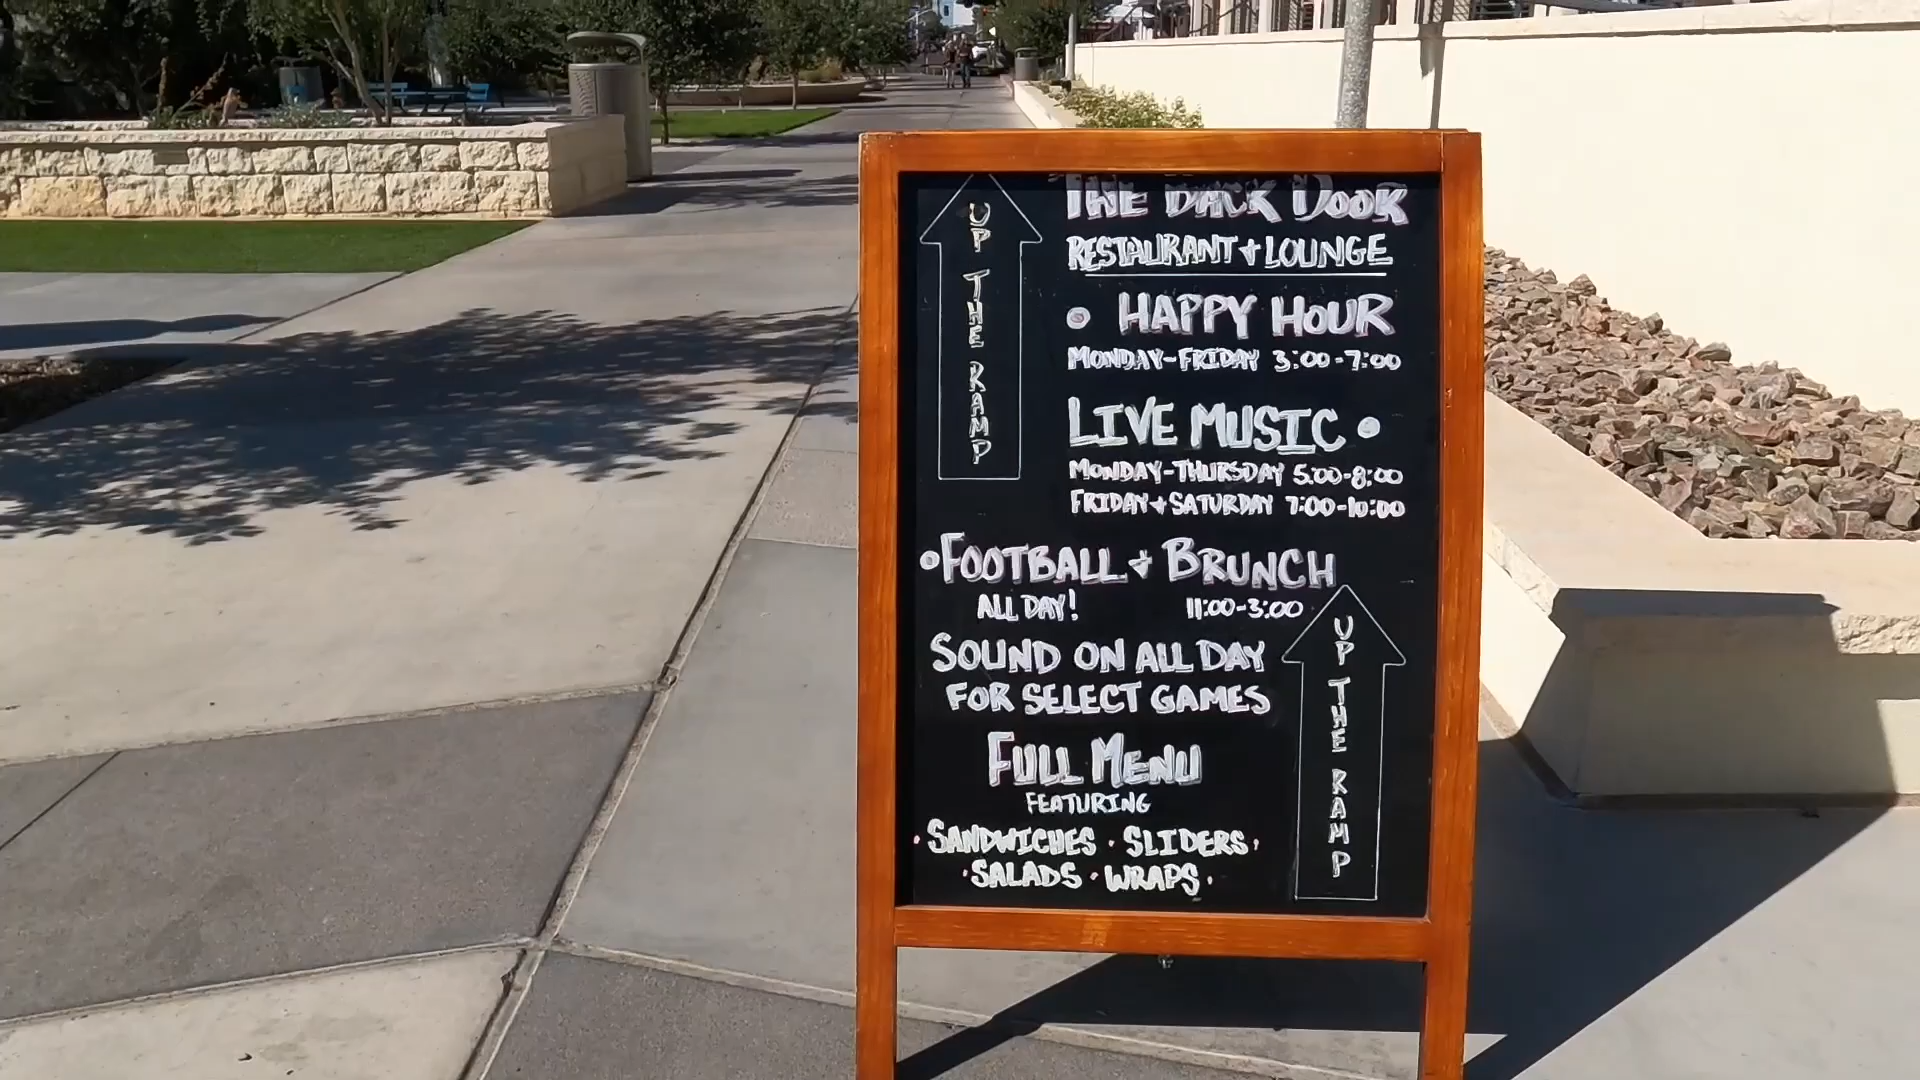 UP THE RAMP
THE BACK DOOR
RESTAURANT + LOUNGE
• HAPPY HOUR
MONDAY-FRIDAY 3:00-7:00
LIVE MUSIC •
MONDAY-THURSDAY 5:00-8:00
FRIDAY + SATURDAY 7:00-10:00
• FOOTBALL + BRUNCH
ALL DAY! 11:00-3:00
SOUND ON ALL DAY
FOR SELECT GAMES
FULL MENU
FEATURING
· SANDWICHES · SLIDERS ·
· SALADS · WRAPS ·
UP THE RAMP